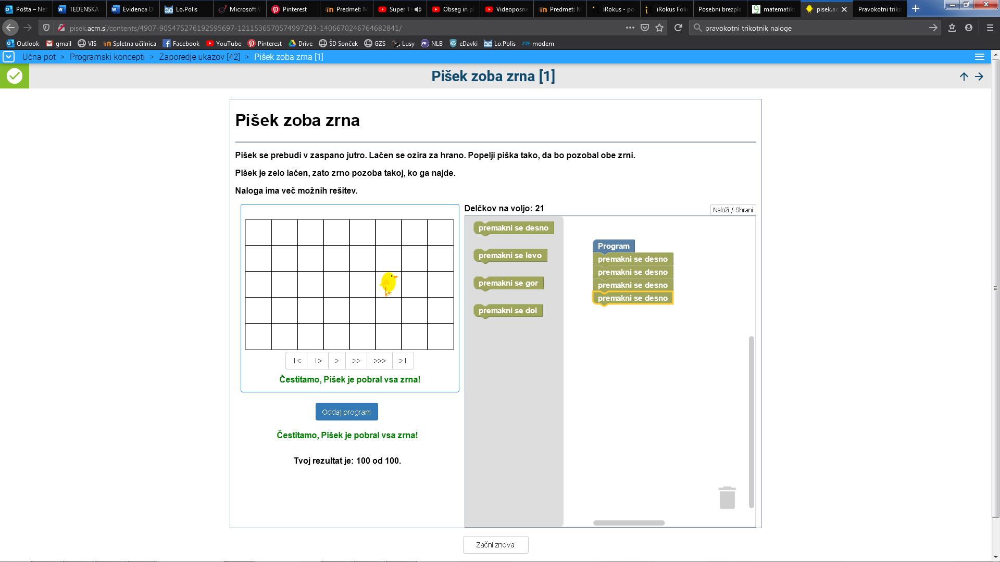 Pošta – Než
TEDENSKA
Evidenca D
Lo.Polis
Microsoft W
Pinterest
Predmet: M
Super Tr
Obseg in pl
Videoposne
Predmet: M
iRokus - po
iRokus Folio
Posebni brezpla
matematika
pisek.ac
Pravokotni triko
pisek.acm.si/contents/4907-905475276192595697-1211536570574997293-1406670246764682841/
pravokotni trikotnik naloge
Outlook gmail VIS Spletna učilnica Facebook YouTube Pinterest Drive ŠD Sonček GZS Lusy NLB eDavki Lo.Polis ZTE modem
Učna pot > Programski koncepti > Zaporedje ukazov [42] > Pišek zoba zrna [1]
Pišek zoba zrna [1]
Pišek zoba zrna
Pišek se prebudi v zaspano jutro. Lačen se ozira za hrano. Popelji piška tako, da bo pozobal obe zrni.
Pišek je zelo lačen, zato zrno pozoba takoj, ko ga najde.
Naloga ima več možnih rešitev.
Delčkov na voljo: 21
Naloži / Shrani
premakni se desno
premakni se levo
premakni se gor
premakni se dol
Program
premakni se desno
premakni se desno
premakni se desno
premakni se desno
|< |> > >> >>> >|
Čestitamo, Pišek je pobral vsa zrna!
Oddaj program
Čestitamo, Pišek je pobral vsa zrna!
Tvoj rezultat je: 100 od 100.
Začni znova